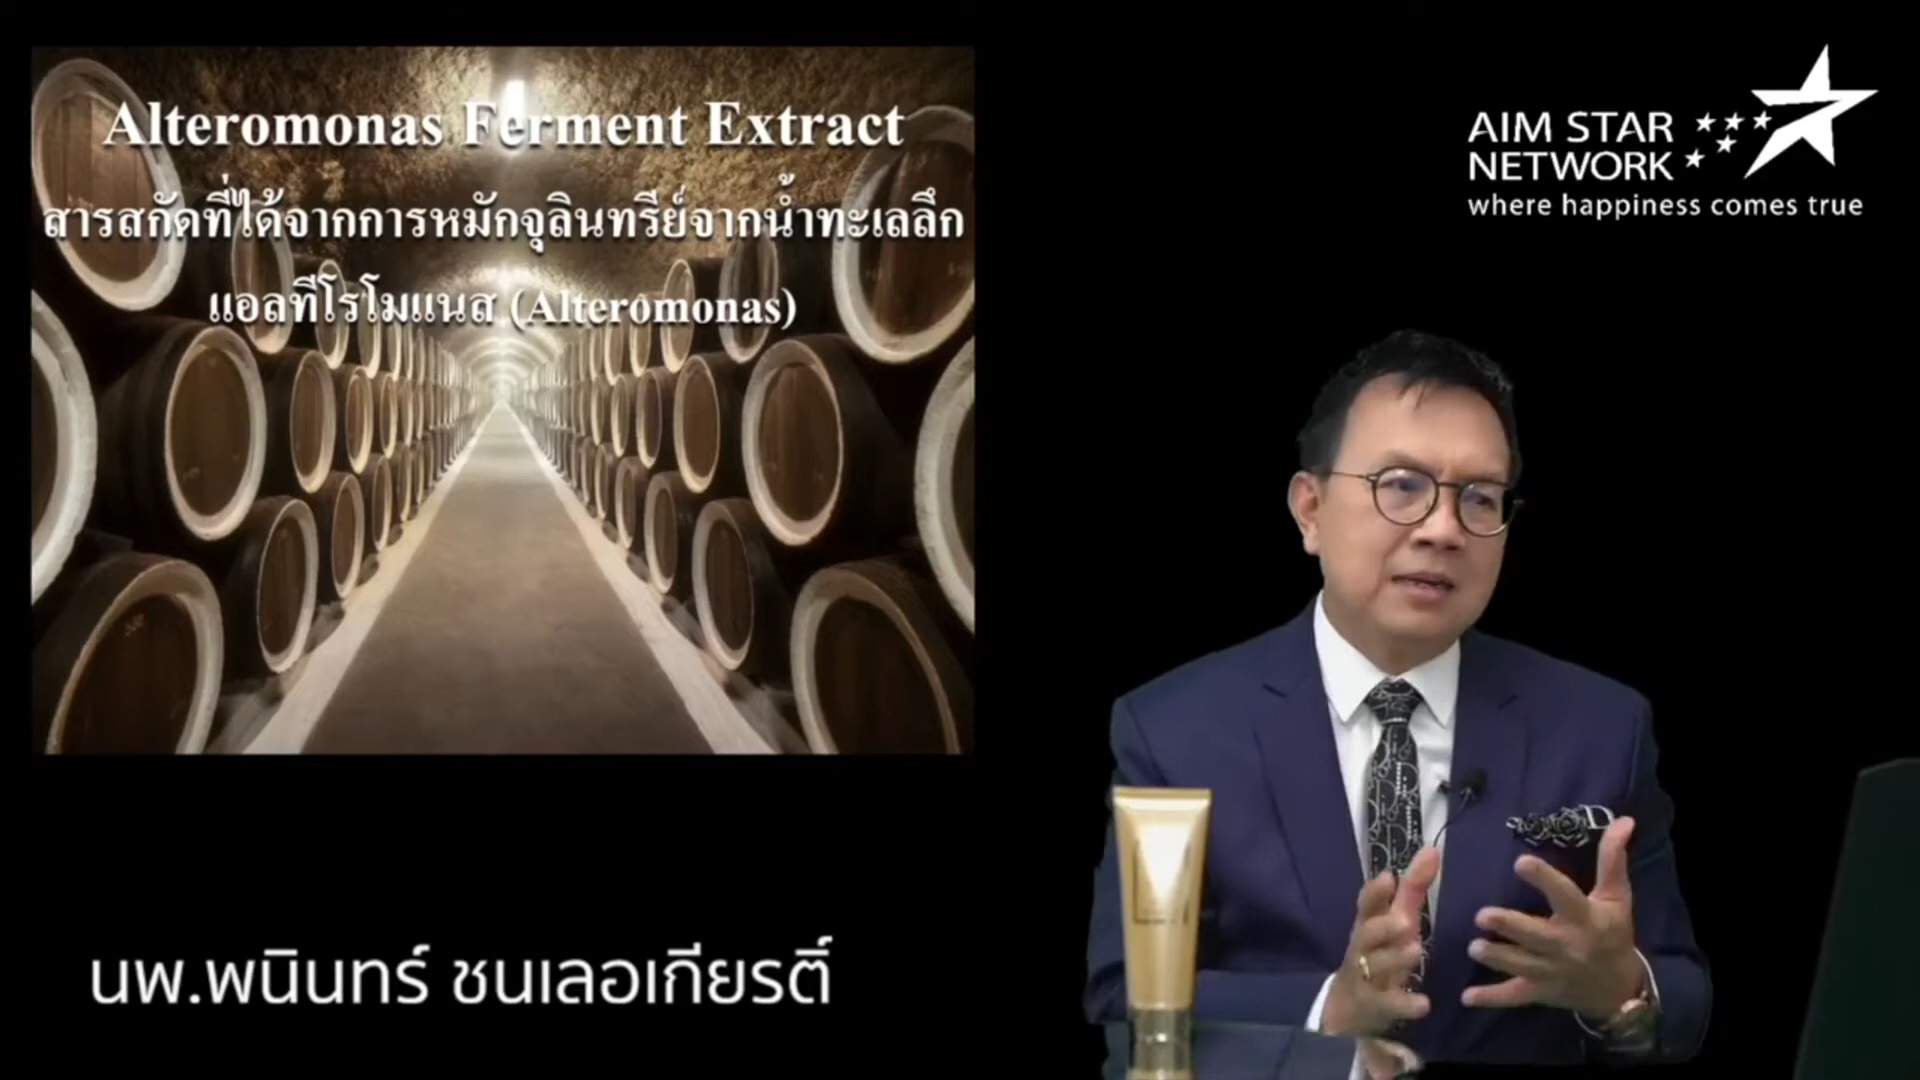 Alteromonas Ferment Extract
สารสกัดที่ได้จากการหมักจุลินทรีย์จากน้ำทะเลลึก
แอลทีโรโมแนส (Alteromonas)
AIM STAR
NETWORK
where happiness comes true
นพ.พนินทร์ ชนเลอเกียรติ์